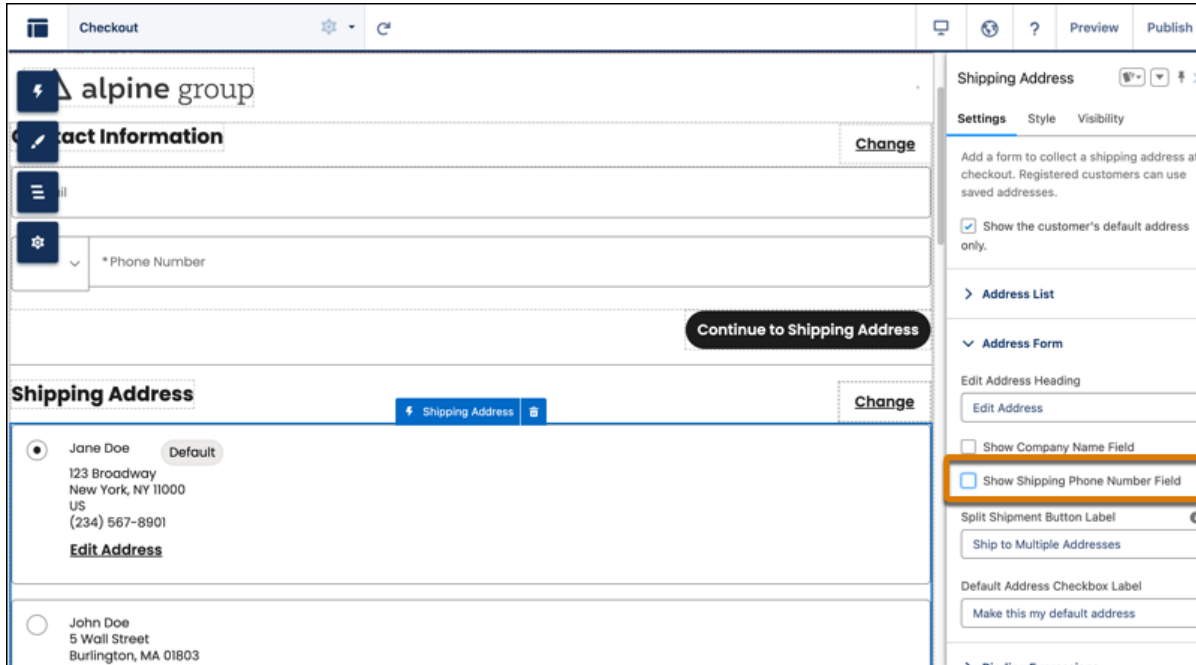 Checkout
?
Preview
Publish
alpine group
tact Information
Change
il
*Phone Number
Continue to Shipping Address
Shipping Address
Change
Shipping Address
Jane Doe
Default
123 Broadway
New York, NY 11000
US
(234) 567-8901
Edit Address
John Doe
5 Wall Street
Burlington, MA 01803
Shipping Address
Settings
Style
Visibility
Add a form to collect a shipping address at
checkout. Registered customers can use
saved addresses.
Show the customer's default address
only.
Address List
Address Form
Edit Address Heading
Edit Address
Show Company Name Field
Show Shipping Phone Number Field
Split Shipment Button Label
Ship to Multiple Addresses
Default Address Checkbox Label
Make this my default address